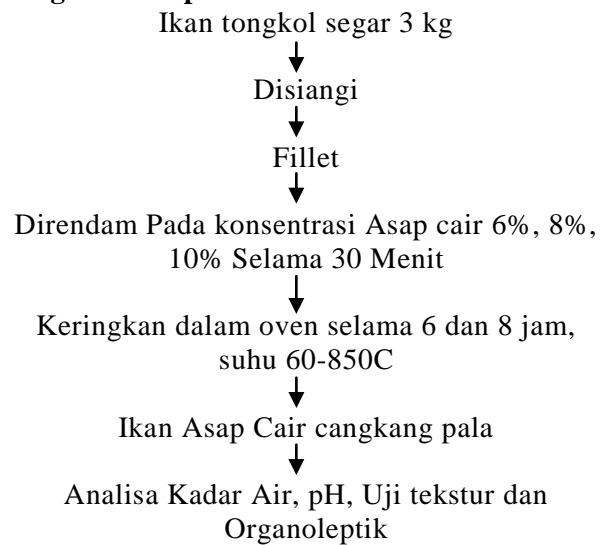 Ikan tongkol segar 3 kg
Disiangi
Fillet
Direndam Pada konsentrasi Asap cair 6%, 8%,
10% Selama 30 Menit
Keringkan dalam oven selama 6 dan 8 jam,
suhu 60-850C
Ikan Asap Cair cangkang pala
Analisa Kadar Air, pH, Uji tekstur dan
Organoleptik